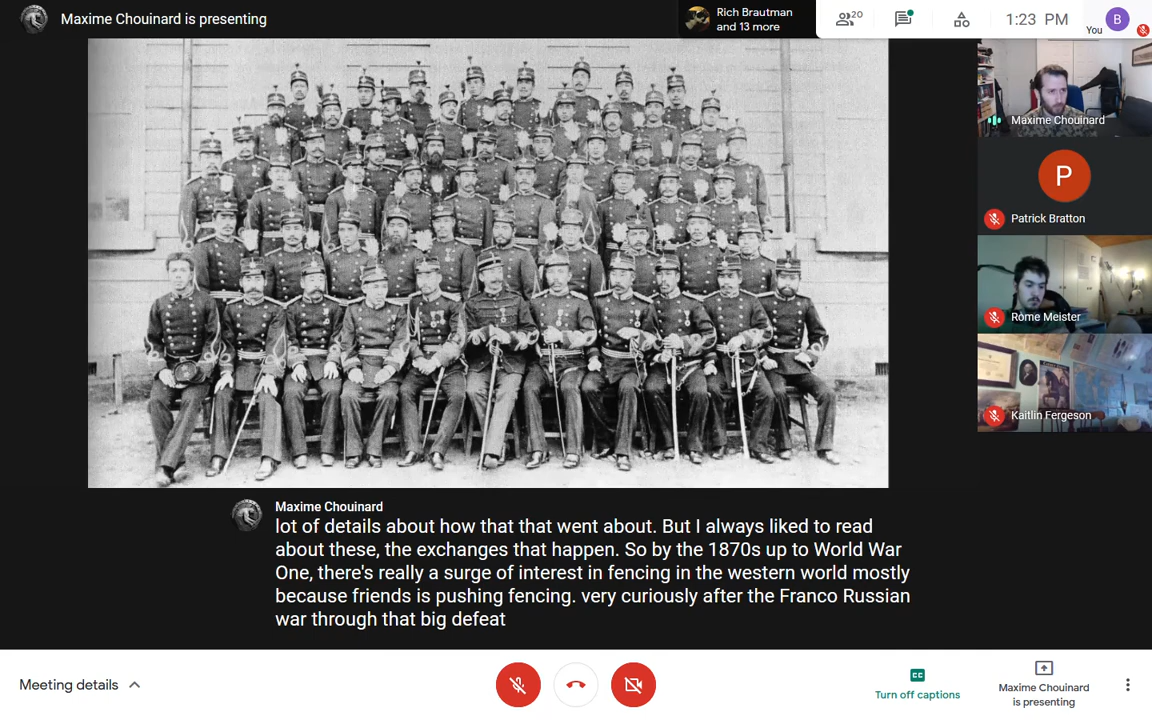 Maxime Chouinard is presenting
Rich Brautman
and 13 more
20
1:23 PM
You
B
Maxime Chouinard
P
Patrick Bratton
Rome Meister
Kaitlin Fergeson
Maxime Chouinard
lot of details about how that that went about. But I always liked to read
about these, the exchanges that happen. So by the 1870s up to World War
One, there's really a surge of interest in fencing in the western world mostly
because friends is pushing fencing. very curiously after the Franco Russian
war through that big defeat
Meeting details
CC
Turn off captions
Maxime Chouinard
is presenting